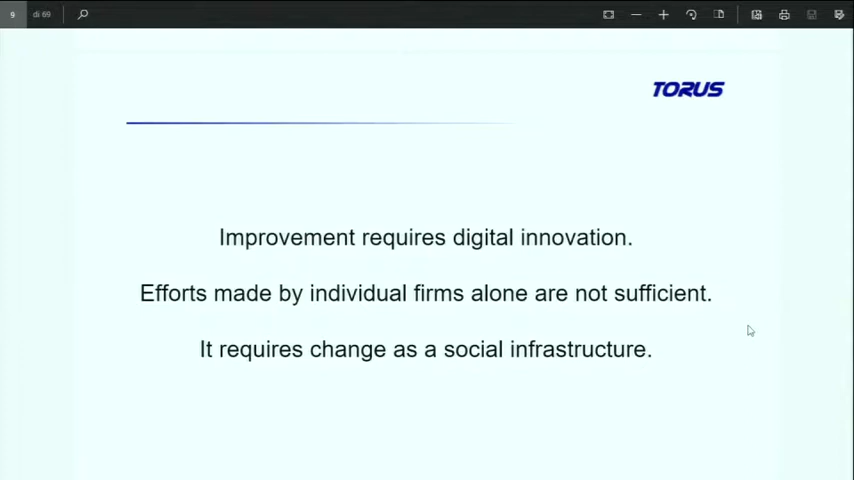 9
di 69
TORUS
Improvement requires digital innovation.
Efforts made by individual firms alone are not sufficient.
It requires change as a social infrastructure.